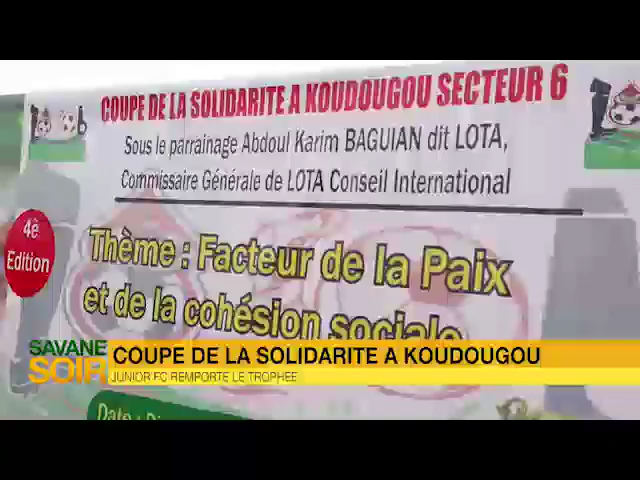 COUPE DE LA SOLIDARITE A KOUDOUGOU SECTEUR 6
Sous le parrainage Abdoul Karim BAGUIAN dit LOTA,
Commissaire Générale de LOTA Conseil International
4è
Edition
Thème : Facteur de la Paix
et de la cohésion sociale
SAVANE
SOIR
COUPE DE LA SOLIDARITE A KOUDOUGOU
JUNIOR FC REMPORTE LE TROPHEE
Date :